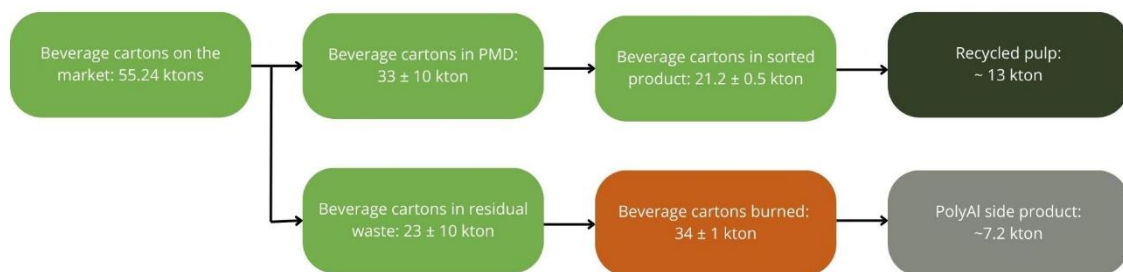 Beverage cartons on the
market: 55.24 ktons
Beverage cartons in PMD:
33 ± 10 kton
Beverage cartons in sorted
product: 21.2 ± 0.5 kton
Recycled pulp:
~ 13 kton
Beverage cartons in residual
waste: 23 ± 10 kton
Beverage cartons burned:
34 ± 1 kton
PolyAl side product:
~7.2 kton